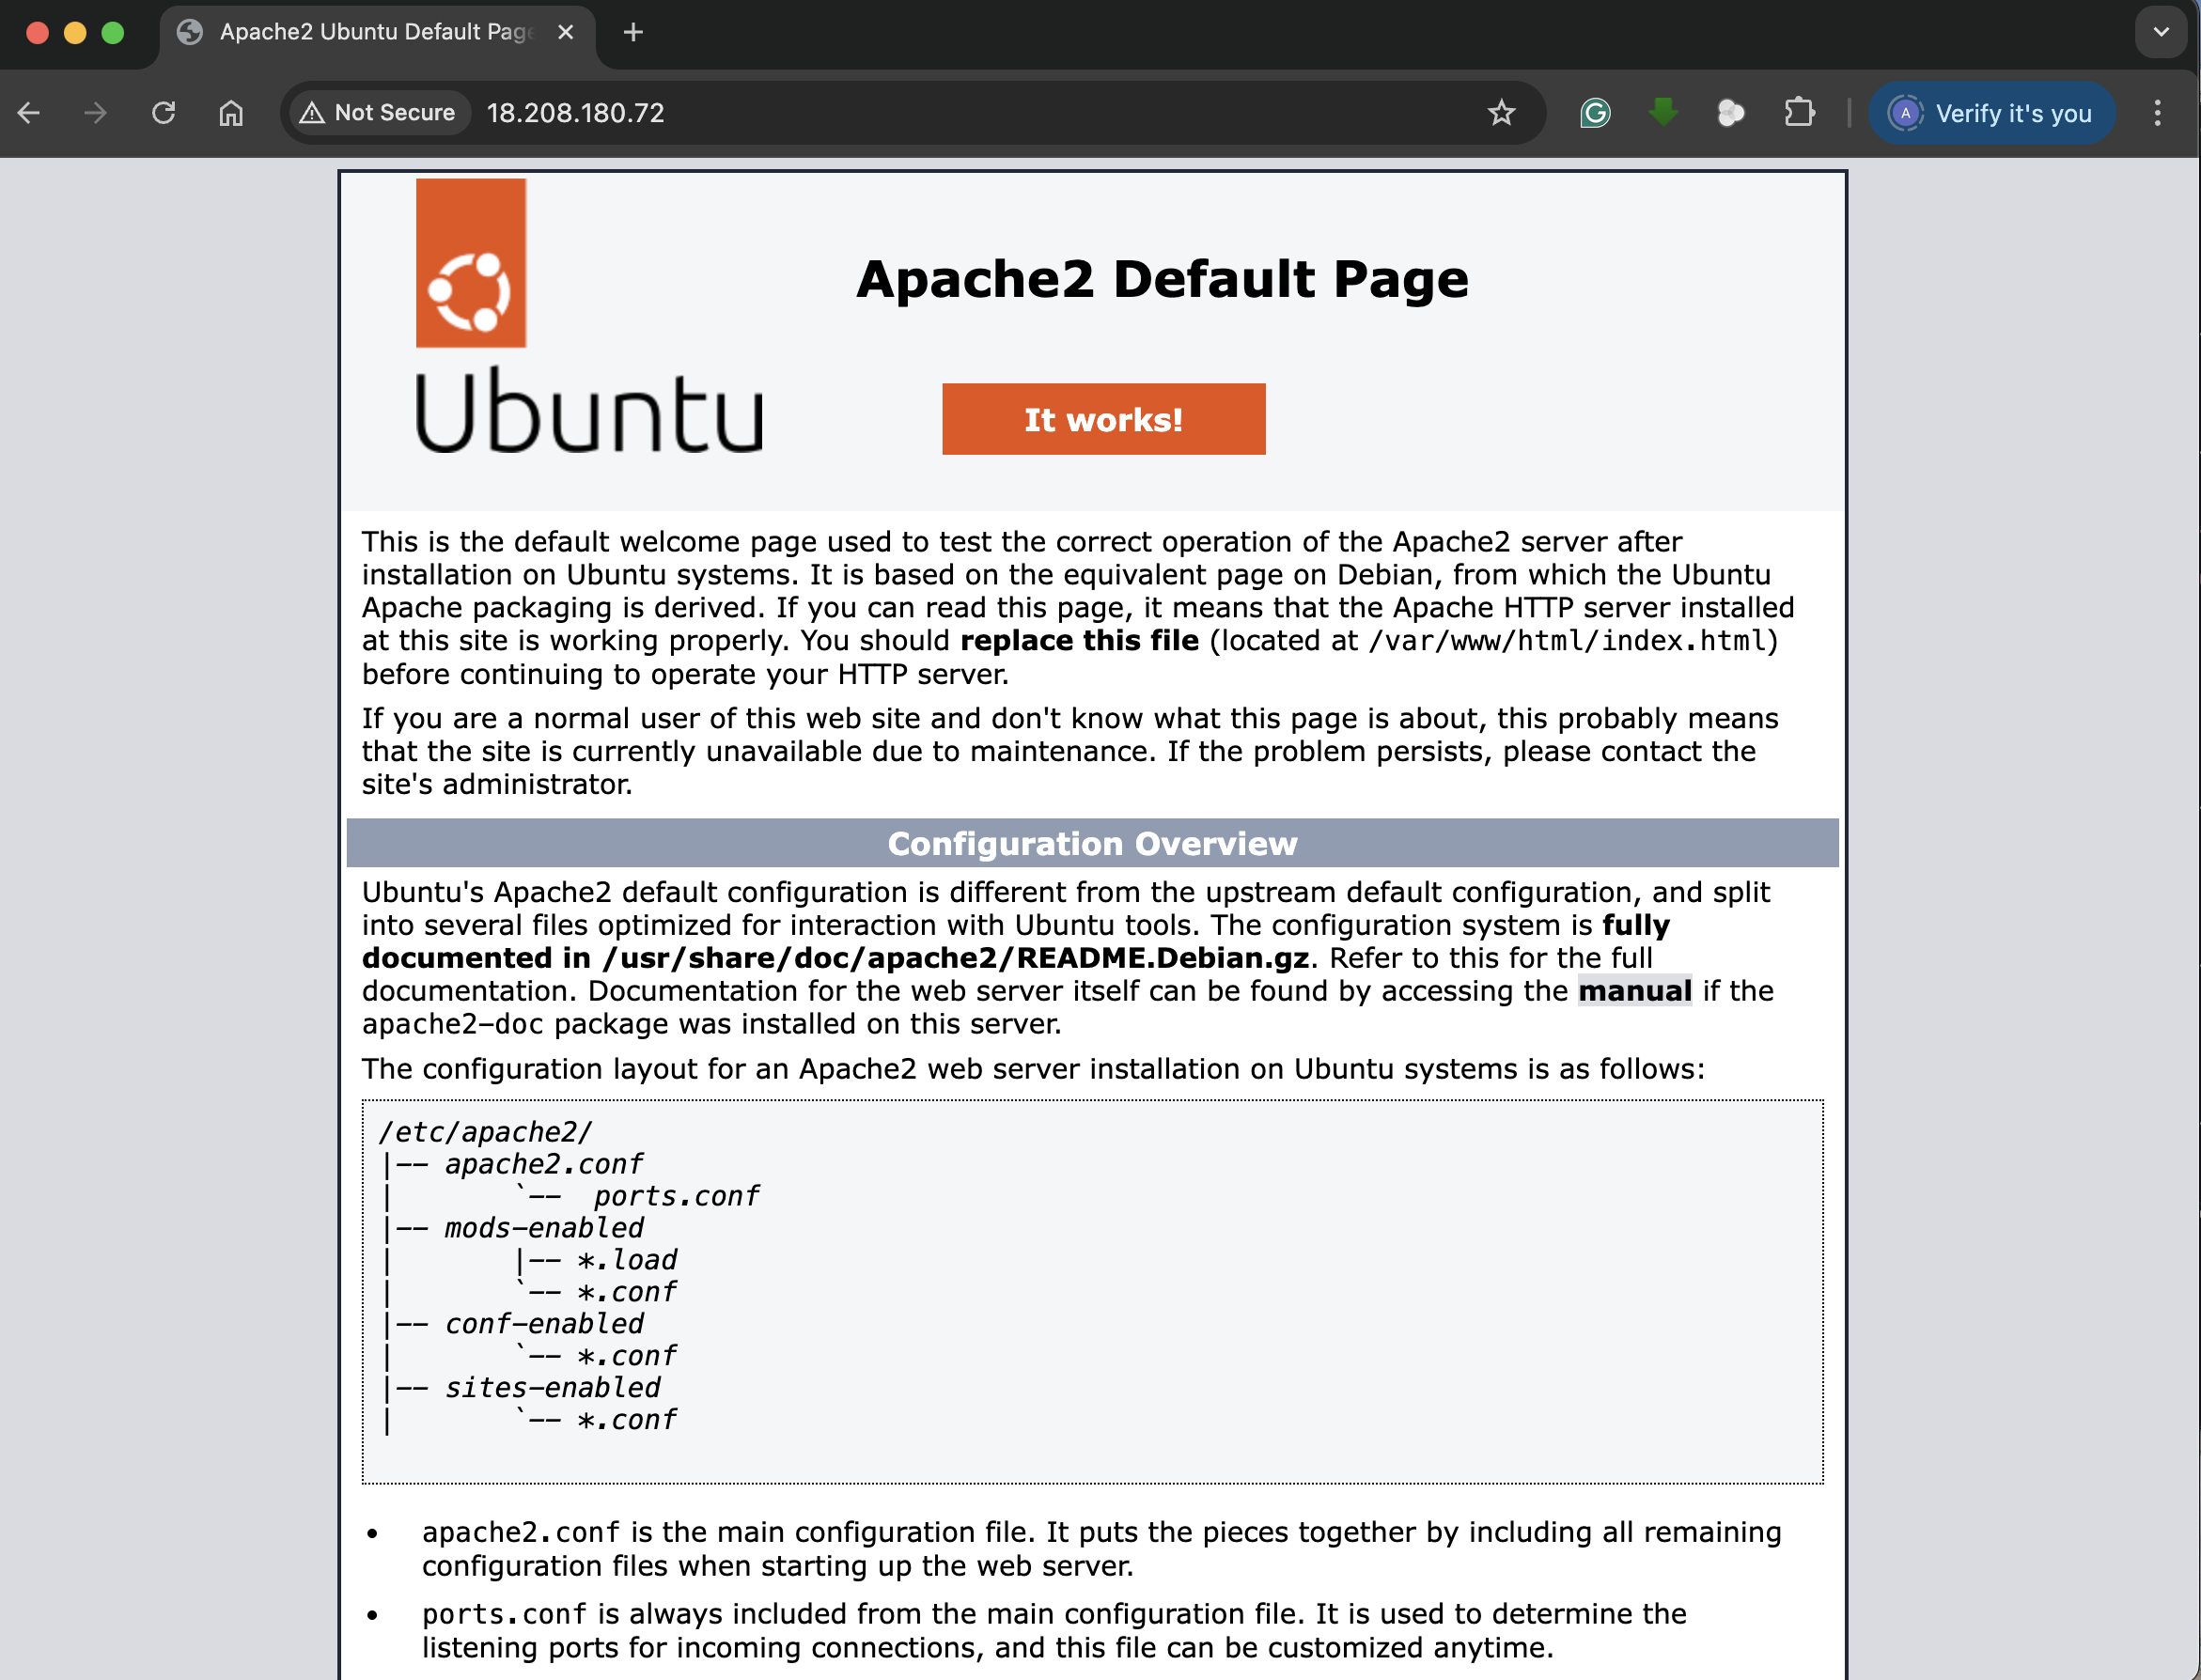 Apache2 Ubuntu Default Page
Not Secure
18.208.180.72
A
Verify it's you
Ubuntu
Apache2 Default Page
It works!
This is the default welcome page used to test the correct operation of the Apache2 server after
installation on Ubuntu systems. It is based on the equivalent page on Debian, from which the Ubuntu
Apache packaging is derived. If you can read this page, it means that the Apache HTTP server installed
at this site is working properly. You should replace this file (located at /var/www/html/index.html)
before continuing to operate your HTTP server.
If you are a normal user of this web site and don't know what this page is about, this probably means
that the site is currently unavailable due to maintenance. If the problem persists, please contact the
site's administrator.
Configuration Overview
Ubuntu's Apache2 default configuration is different from the upstream default configuration, and split
into several files optimized for interaction with Ubuntu tools. The configuration system is fully
documented in /usr/share/doc/apache2/README.Debian.gz. Refer to this for the full
documentation. Documentation for the web server itself can be found by accessing the manual if the
apache2-doc package was installed on this server.
The configuration layout for an Apache2 web server installation on Ubuntu systems is as follows:
/etc/apache2/
|-- apache2.conf
|       `--  ports.conf
|-- mods-enabled
|       |-- *.load
|       `-- *.conf
|-- conf-enabled
|       `-- *.conf
|-- sites-enabled
|       `-- *.conf
• apache2.conf is the main configuration file. It puts the pieces together by including all remaining
configuration files when starting up the web server.
• ports.conf is always included from the main configuration file. It is used to determine the
listening ports for incoming connections, and this file can be customized anytime.